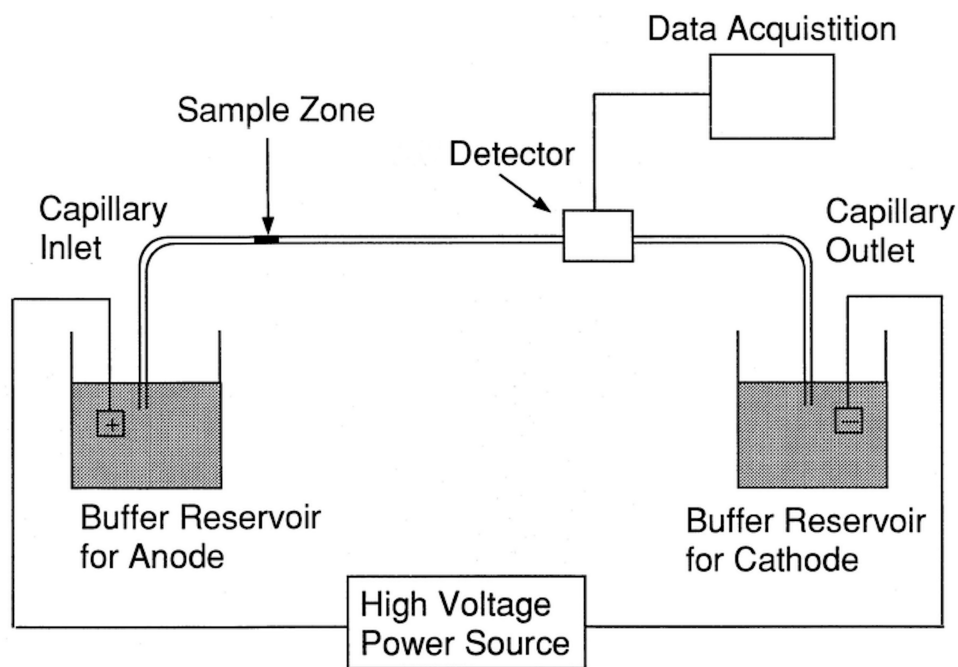 Data Acquistition
Sample Zone
Detector
Capillary
Inlet
Capillary
Outlet
+
Buffer Reservoir
for Anode
Buffer Reservoir
for Cathode
High Voltage
Power Source